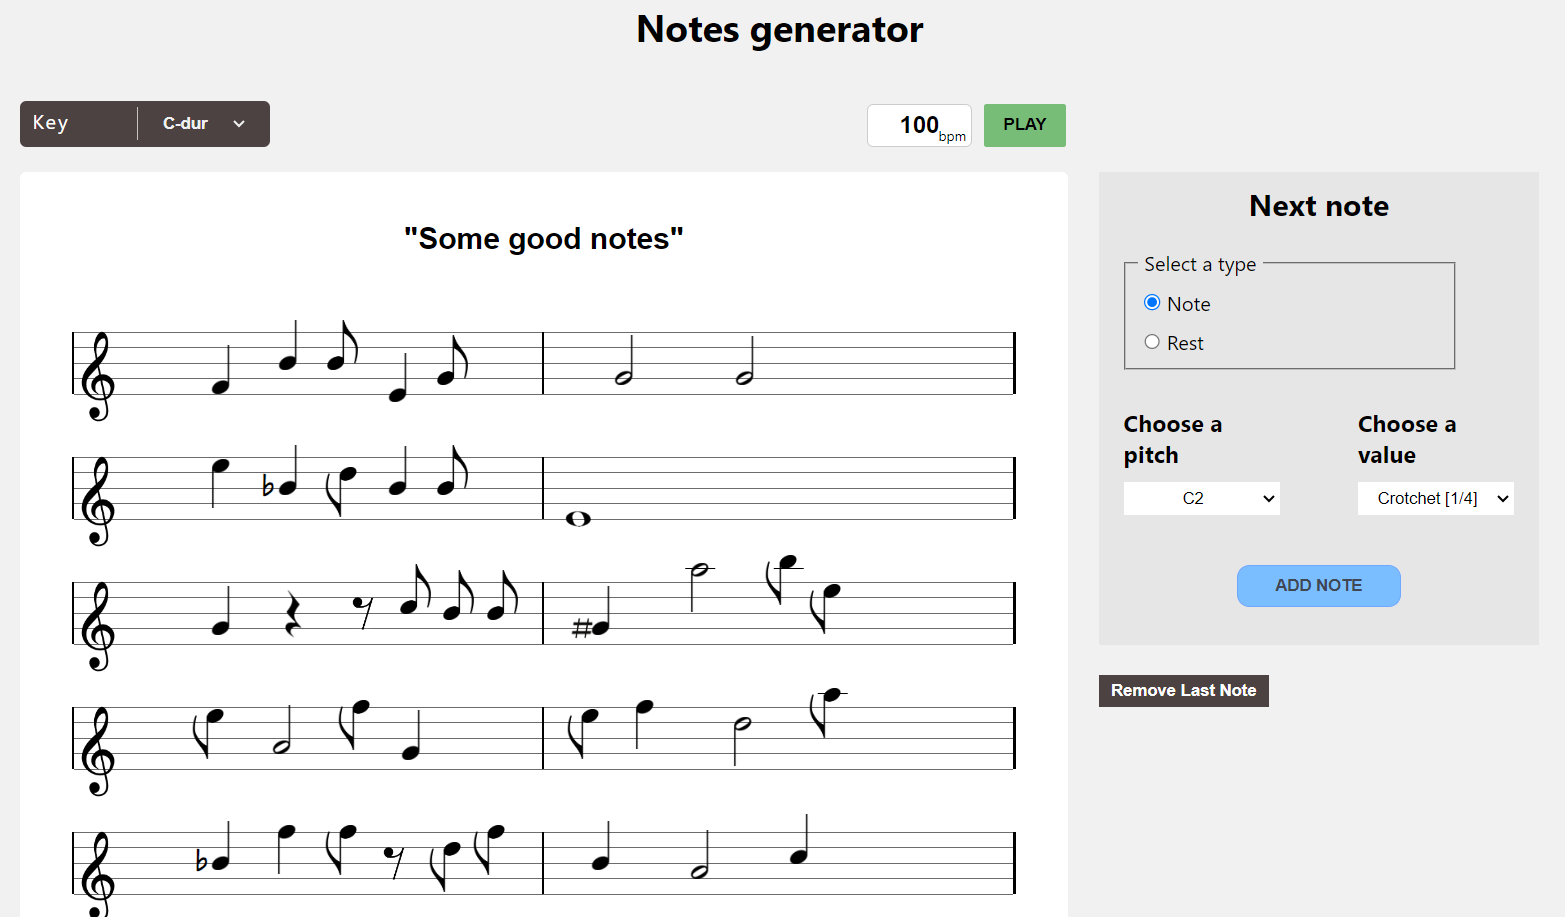 Notes generator
Key
C-dur
100
bpm
PLAY
"Some good notes"
Next note
Select a type
Note
Rest
Choose a
pitch
Choose a
value
C2
Crotchet [1/4]
ADD NOTE
Remove Last Note